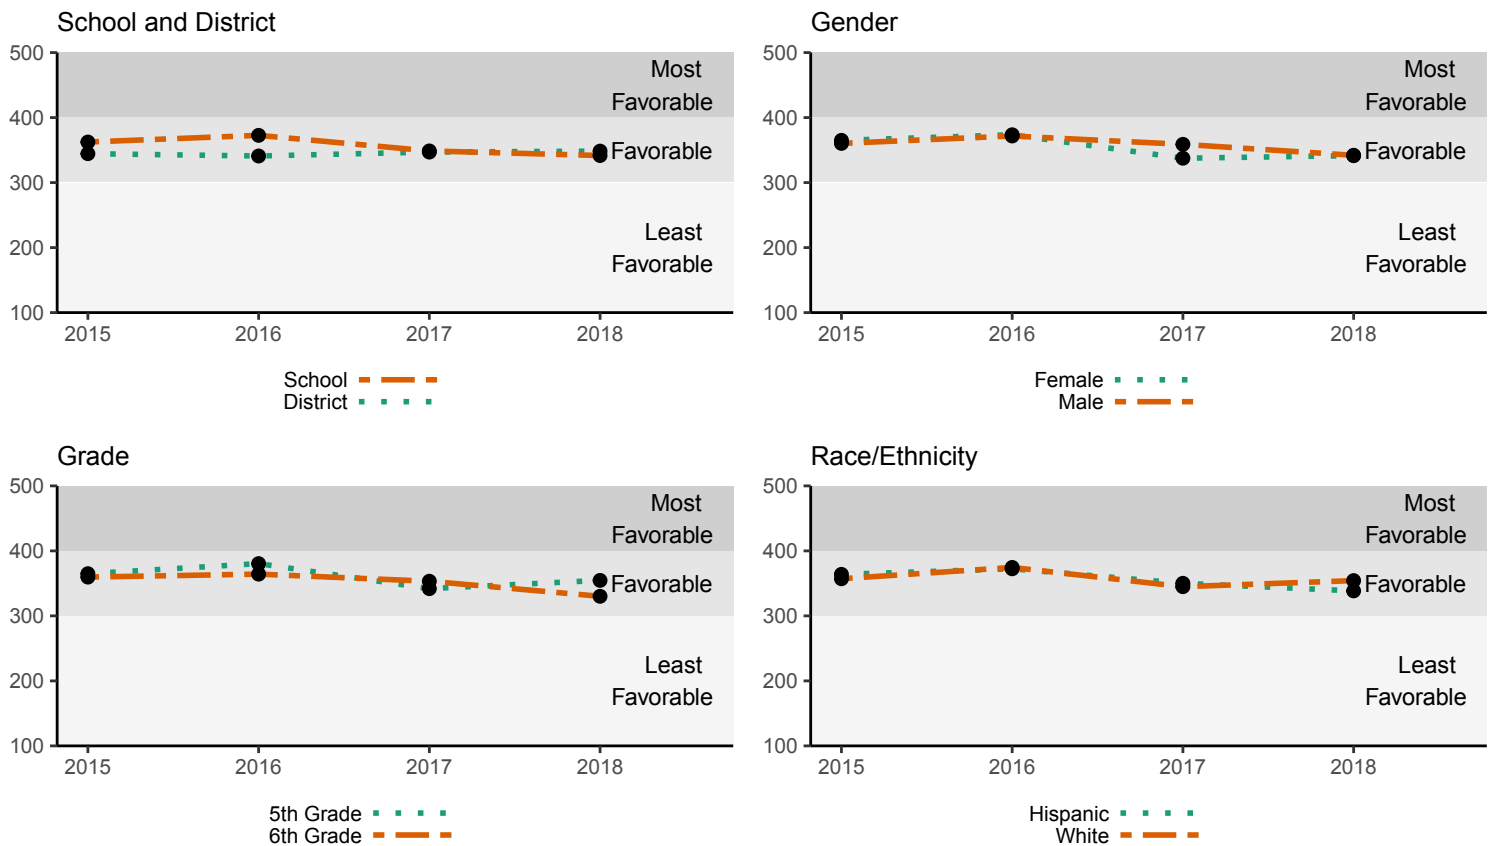 School and District
500
400
300
200
100
Most
Favorable
Favorable
Least
Favorable
2015 2016 2017 2018
School
District
Gender
500
400
300
200
100
Most
Favorable
Favorable
Least
Favorable
2015 2016 2017 2018
Female
Male
Grade
500
400
300
200
100
Most
Favorable
Favorable
Least
Favorable
2015 2016 2017 2018
5th Grade
6th Grade
Race/Ethnicity
500
400
300
200
100
Most
Favorable
Favorable
Least
Favorable
2015 2016 2017 2018
Hispanic
White